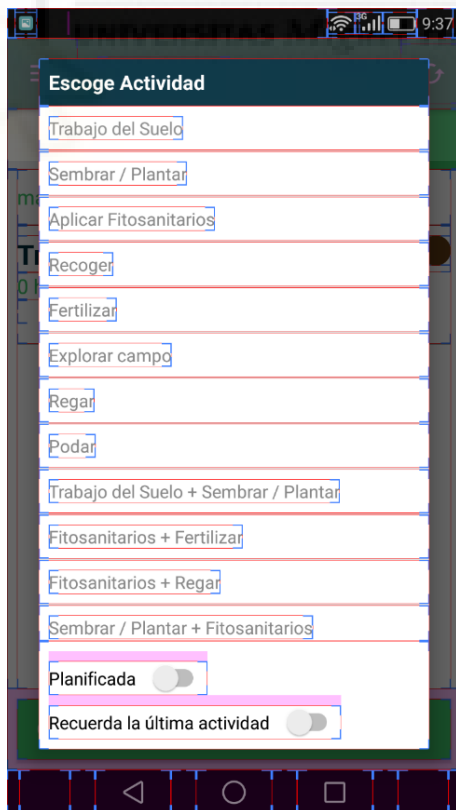 3G 9:37
Escoge Actividad
Trabajo del Suelo
Sembrar / Plantar
Aplicar Fitosanitarios
Recoger
Fertilizar
Explorar campo
Regar
Podar
Trabajo del Suelo + Sembrar / Plantar
Fitosanitarios + Fertilizar
Fitosanitarios + Regar
Sembrar / Plantar + Fitosanitarios
Planificada
Recuerda la última actividad